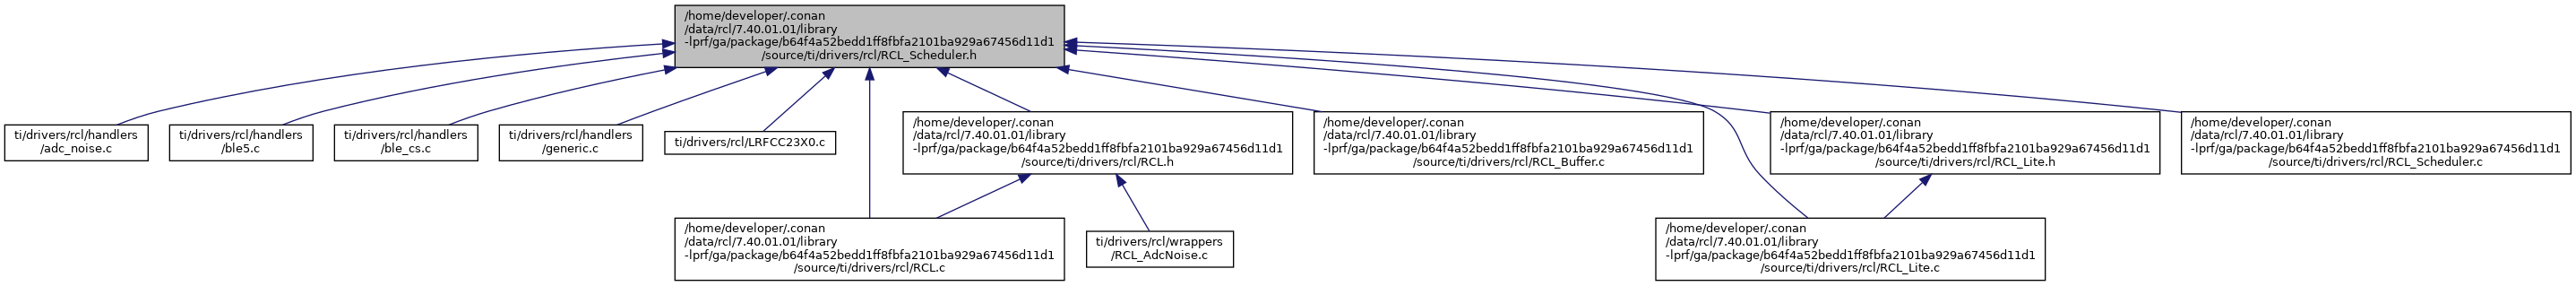 /home/developer/.conan
/data/rcl/7.40.01.01/library
-lprf/ga/package/b64f4a52bedd1ff8fbfa2101ba929a67456d11d1
/source/ti/drivers/rcl/RCL_Scheduler.h
ti/drivers/rcl/handlers
/adc_noise.c
ti/drivers/rcl/handlers
/ble5.c
ti/drivers/rcl/handlers
/ble_cs.c
ti/drivers/rcl/handlers
/generic.c
ti/drivers/rcl/LRFCC23X0.c
/home/developer/.conan
/data/rcl/7.40.01.01/library
-lprf/ga/package/b64f4a52bedd1ff8fbfa2101ba929a67456d11d1
/source/ti/drivers/rcl/RCL.h
/home/developer/.conan
/data/rcl/7.40.01.01/library
-lprf/ga/package/b64f4a52bedd1ff8fbfa2101ba929a67456d11d1
/source/ti/drivers/rcl/RCL_Buffer.c
/home/developer/.conan
/data/rcl/7.40.01.01/library
-lprf/ga/package/b64f4a52bedd1ff8fbfa2101ba929a67456d11d1
/source/ti/drivers/rcl/RCL_Lite.h
/home/developer/.conan
/data/rcl/7.40.01.01/library
-lprf/ga/package/b64f4a52bedd1ff8fbfa2101ba929a67456d11d1
/source/ti/drivers/rcl/RCL_Scheduler.c
/home/developer/.conan
/data/rcl/7.40.01.01/library
-lprf/ga/package/b64f4a52bedd1ff8fbfa2101ba929a67456d11d1
/source/ti/drivers/rcl/RCL.c
ti/drivers/rcl/wrappers
/RCL_AdcNoise.c
/home/developer/.conan
/data/rcl/7.40.01.01/library
-lprf/ga/package/b64f4a52bedd1ff8fbfa2101ba929a67456d11d1
/source/ti/drivers/rcl/RCL_Lite.c